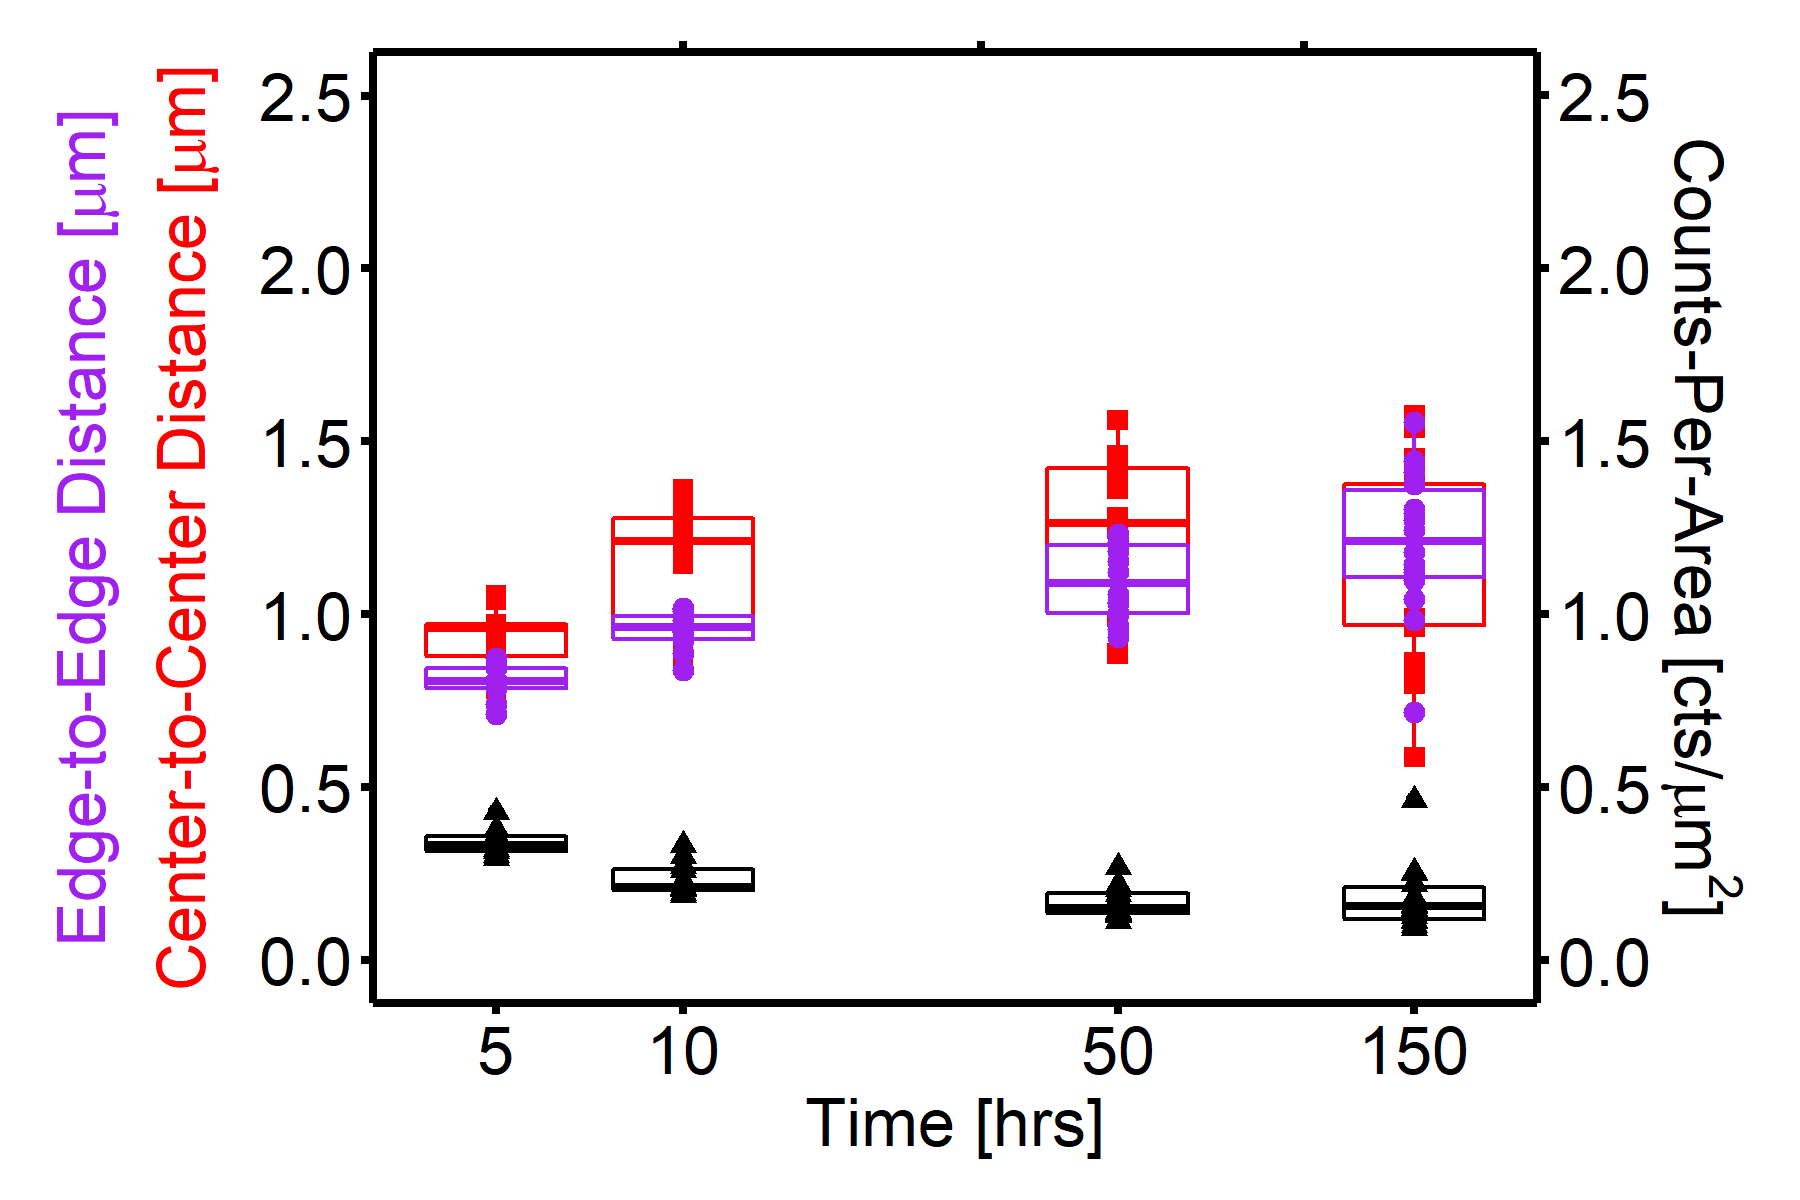 Edge-to-Edge Distance [μm]
Center-to-Center Distance [μm]
2.5
2.0
1.5
1.0
0.5
0.0
2.5
2.0
1.5
1.0
0.5
0.0
Counts-Per-Area [cts/μm²]
5 10 50 150
Time [hrs]